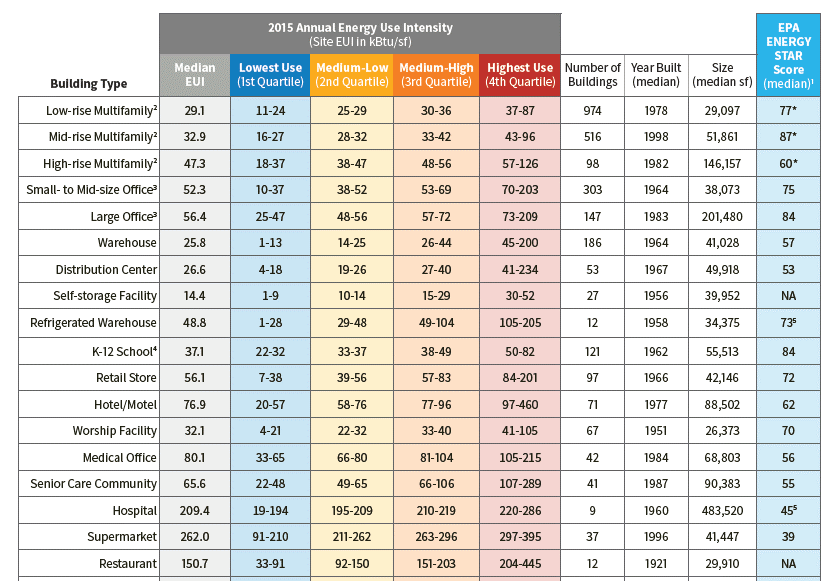 2015 Annual Energy Use Intensity
(Site EUI in kBtu/sf)
EPA
ENERGY
STAR
Score
(median)¹
Building Type
Median
EUI
Lowest Use
(1st Quartile)
Medium-Low
(2nd Quartile)
Medium-High
(3rd Quartile)
Highest Use
(4th Quartile)
Number of
Buildings
Year Built
(median)
Size
(median sf)
Low-rise Multifamily² 29.1 11-24 25-29 30-36 37-87 974 1978 29,097 77*
Mid-rise Multifamily² 32.9 16-27 28-32 33-42 43-96 516 1998 51,861 87*
High-rise Multifamily² 47.3 18-37 38-47 48-56 57-126 98 1982 146,157 60*
Small- to Mid-size Office³ 52.3 10-37 38-52 53-69 70-203 303 1964 38,073 75
Large Office³ 56.4 25-47 48-56 57-72 73-209 147 1983 201,480 84
Warehouse 25.8 1-13 14-25 26-44 45-200 186 1964 41,028 57
Distribution Center 26.6 4-18 19-26 27-40 41-234 53 1967 49,918 53
Self-storage Facility 14.4 1-9 10-14 15-29 30-52 27 1956 39,952 NA
Refrigerated Warehouse 48.8 1-28 29-48 49-104 105-205 12 1958 34,375 73⁵
K-12 School⁴ 37.1 22-32 33-37 38-49 50-82 121 1962 55,513 84
Retail Store 56.1 7-38 39-56 57-83 84-201 97 1966 42,146 72
Hotel/Motel 76.9 20-57 58-76 77-96 97-460 71 1977 88,502 62
Worship Facility 32.1 4-21 22-32 33-40 41-105 67 1951 26,373 70
Medical Office 80.1 33-65 66-80 81-104 105-215 42 1984 68,803 56
Senior Care Community 65.6 22-48 49-65 66-106 107-289 41 1987 90,383 55
Hospital 209.4 19-194 195-209 210-219 220-286 9 1960 483,520 45⁵
Supermarket 262.0 91-210 211-262 263-296 297-395 37 1996 41,447 39
Restaurant 150.7 33-91 92-150 151-203 204-445 12 1921 29,910 NA